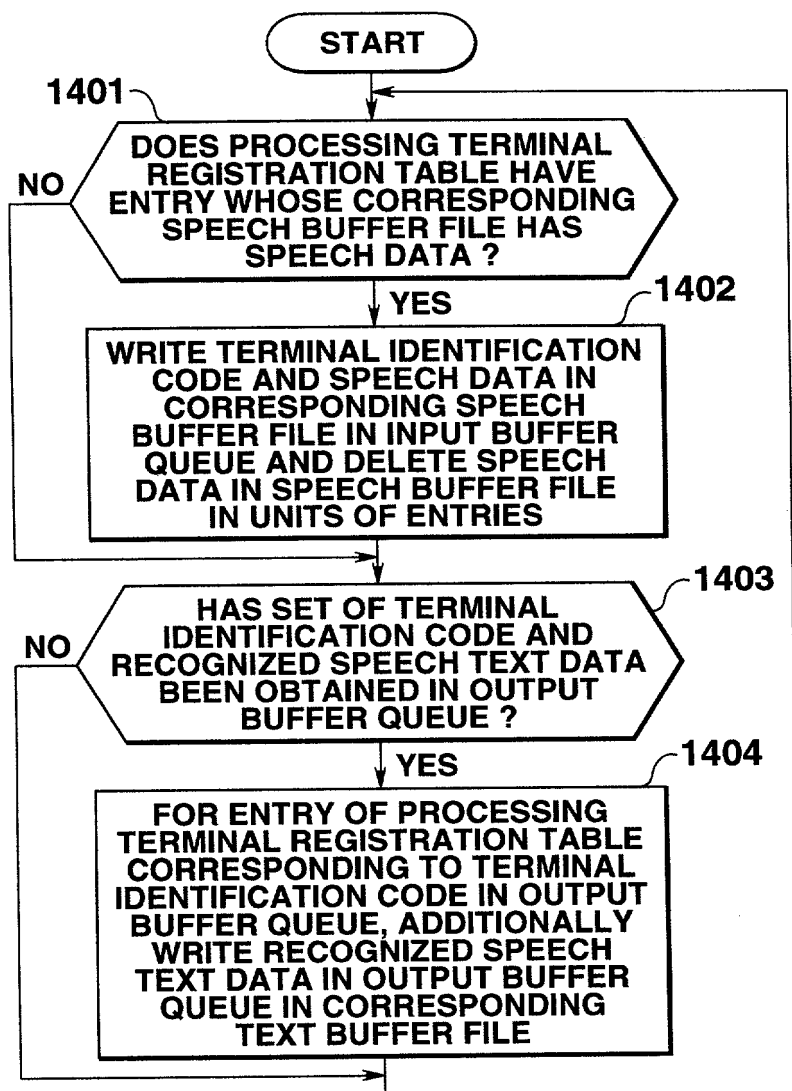 START
1401
DOES PROCESSING TERMINAL
REGISTRATION TABLE HAVE
ENTRY WHOSE CORRESPONDING
SPEECH BUFFER FILE HAS
SPEECH DATA ?
NO
YES
1402
WRITE TERMINAL IDENTIFICATION
CODE AND SPEECH DATA IN
CORRESPONDING SPEECH
BUFFER FILE IN INPUT BUFFER
QUEUE AND DELETE SPEECH
DATA IN SPEECH BUFFER FILE
IN UNITS OF ENTRIES
1403
HAS SET OF TERMINAL
IDENTIFICATION CODE AND
RECOGNIZED SPEECH TEXT DATA
BEEN OBTAINED IN OUTPUT
BUFFER QUEUE ?
NO
YES
1404
FOR ENTRY OF PROCESSING
TERMINAL REGISTRATION TABLE
CORRESPONDING TO TERMINAL
IDENTIFICATION CODE IN OUTPUT
BUFFER QUEUE, ADDITIONALLY
WRITE RECOGNIZED SPEECH
TEXT DATA IN OUTPUT BUFFER
QUEUE IN CORRESPONDING
TEXT BUFFER FILE